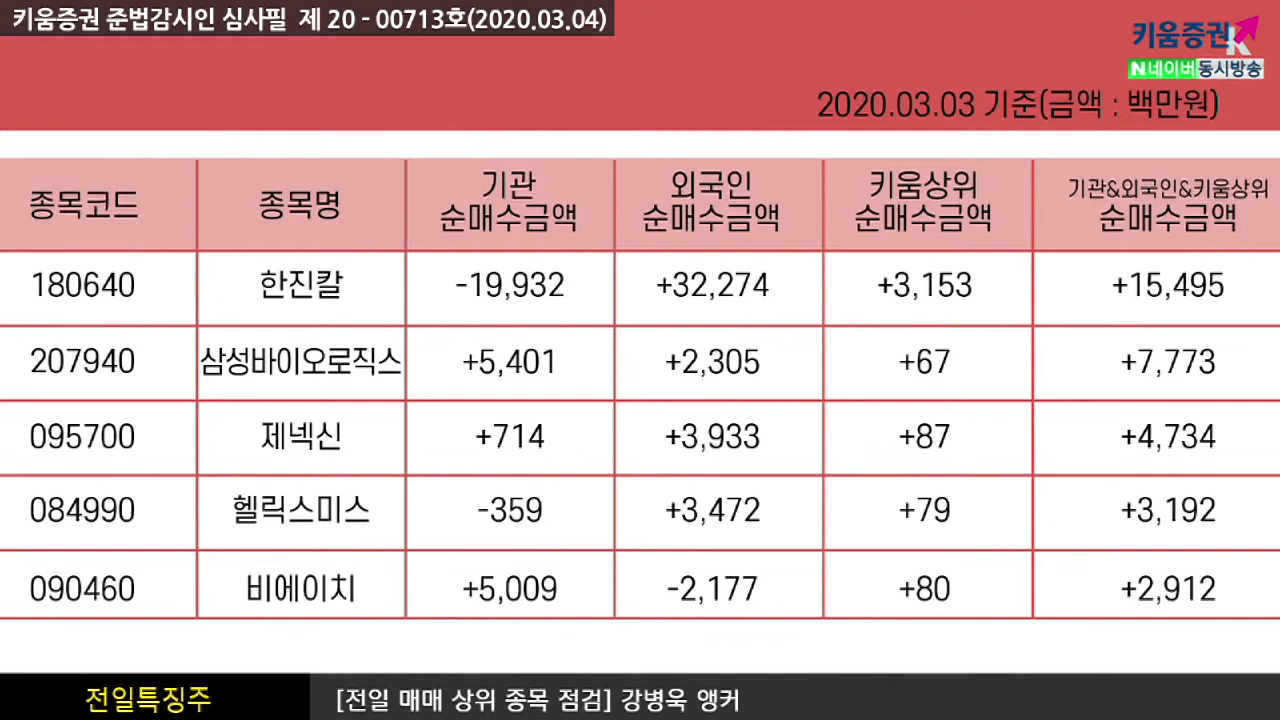 키움증권 준법감시인 심사필 제 20 - 00713호(2020.03.04)
키움증권
N네이버동시방송
2020.03.03 기준(금액 : 백만원)
종목코드 종목명 기관 순매수금액 외국인 순매수금액 키움상위 순매수금액 기관&외국인&키움상위 순매수금액
180640 한진칼 -19,932 +32,274 +3,153 +15,495
207940 삼성바이오로직스 +5,401 +2,305 +67 +7,773
095700 제넥신 +714 +3,933 +87 +4,734
084990 헬릭스미스 -359 +3,472 +79 +3,192
090460 비에이치 +5,009 -2,177 +80 +2,912
전일특징주 [전일 매매 상위 종목 점검] 강병욱 앵커